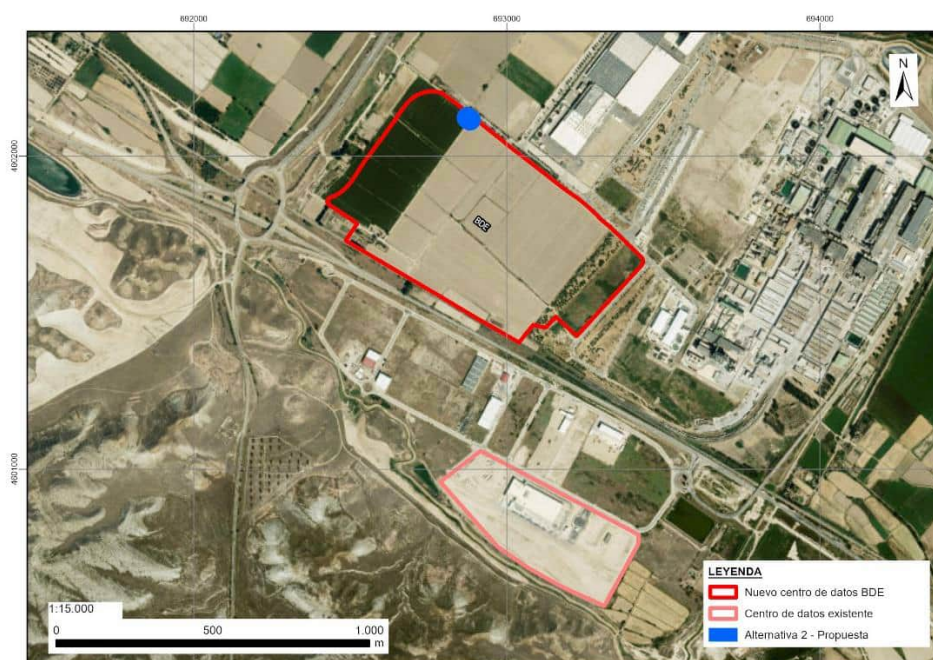 692000
693000
694000
N
4602000
BDE
4601000
LEYENDA
Nuevo centro de datos BDE
Centro de datos existente
Alternativa 2 - Propuesta
1:15.000
0 500 1.000
m